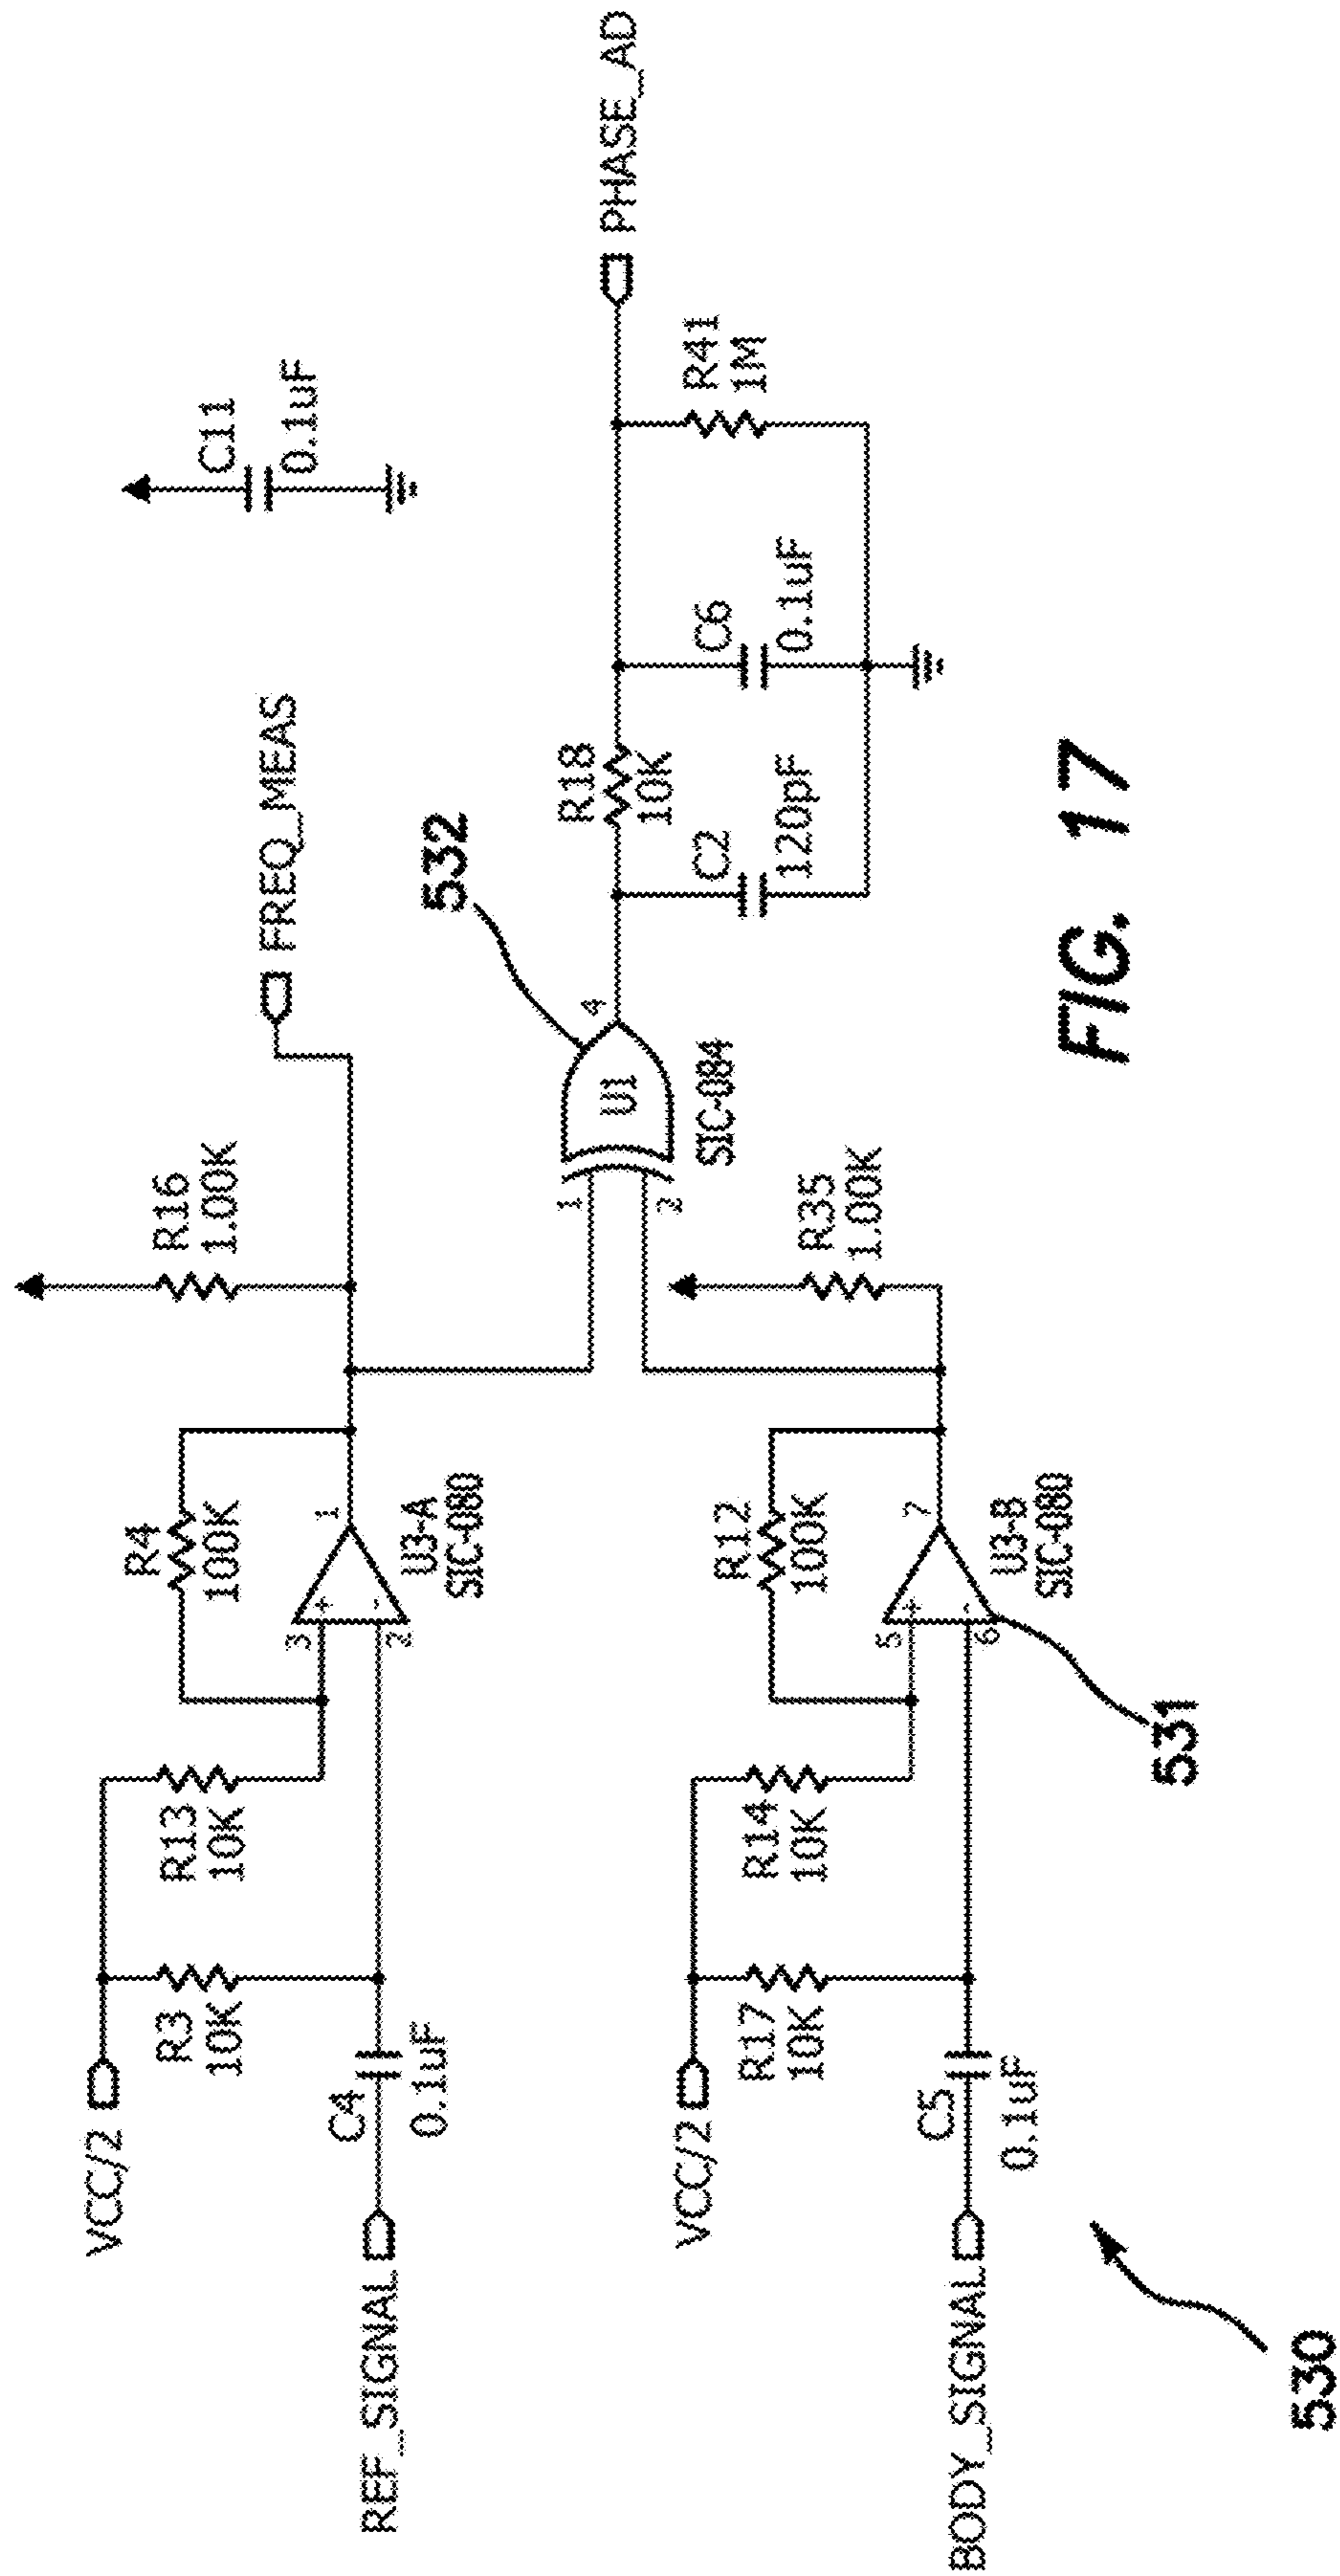 VCC/2
R3
10K
R13
10K
R4
100K
R16
1.00K
FREQ_MEAS
C11
0.1uF
REF_SIGNAL
C4
0.1uF
3
+
2
-
1
U3-A
SIC-080
1
2
U1
4
SIC-084
532
R18
10K
C2
120pF
C6
0.1uF
R41
1M
PHASE_AD
VCC/2
R17
10K
R14
10K
R12
100K
R35
1.00K
BODY_SIGNAL
C5
0.1uF
5
+
6
-
7
U3-B
SIC-080
531
530
FIG. 17